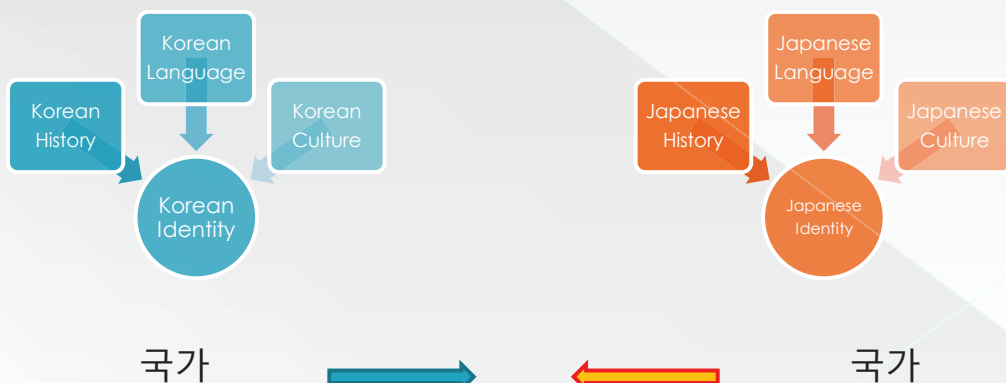 Korean
Language
Korean
History
Korean
Culture
Korean
Identity
Japanese
Language
Japanese
History
Japanese
Culture
Japanese
Identity
국가
국가